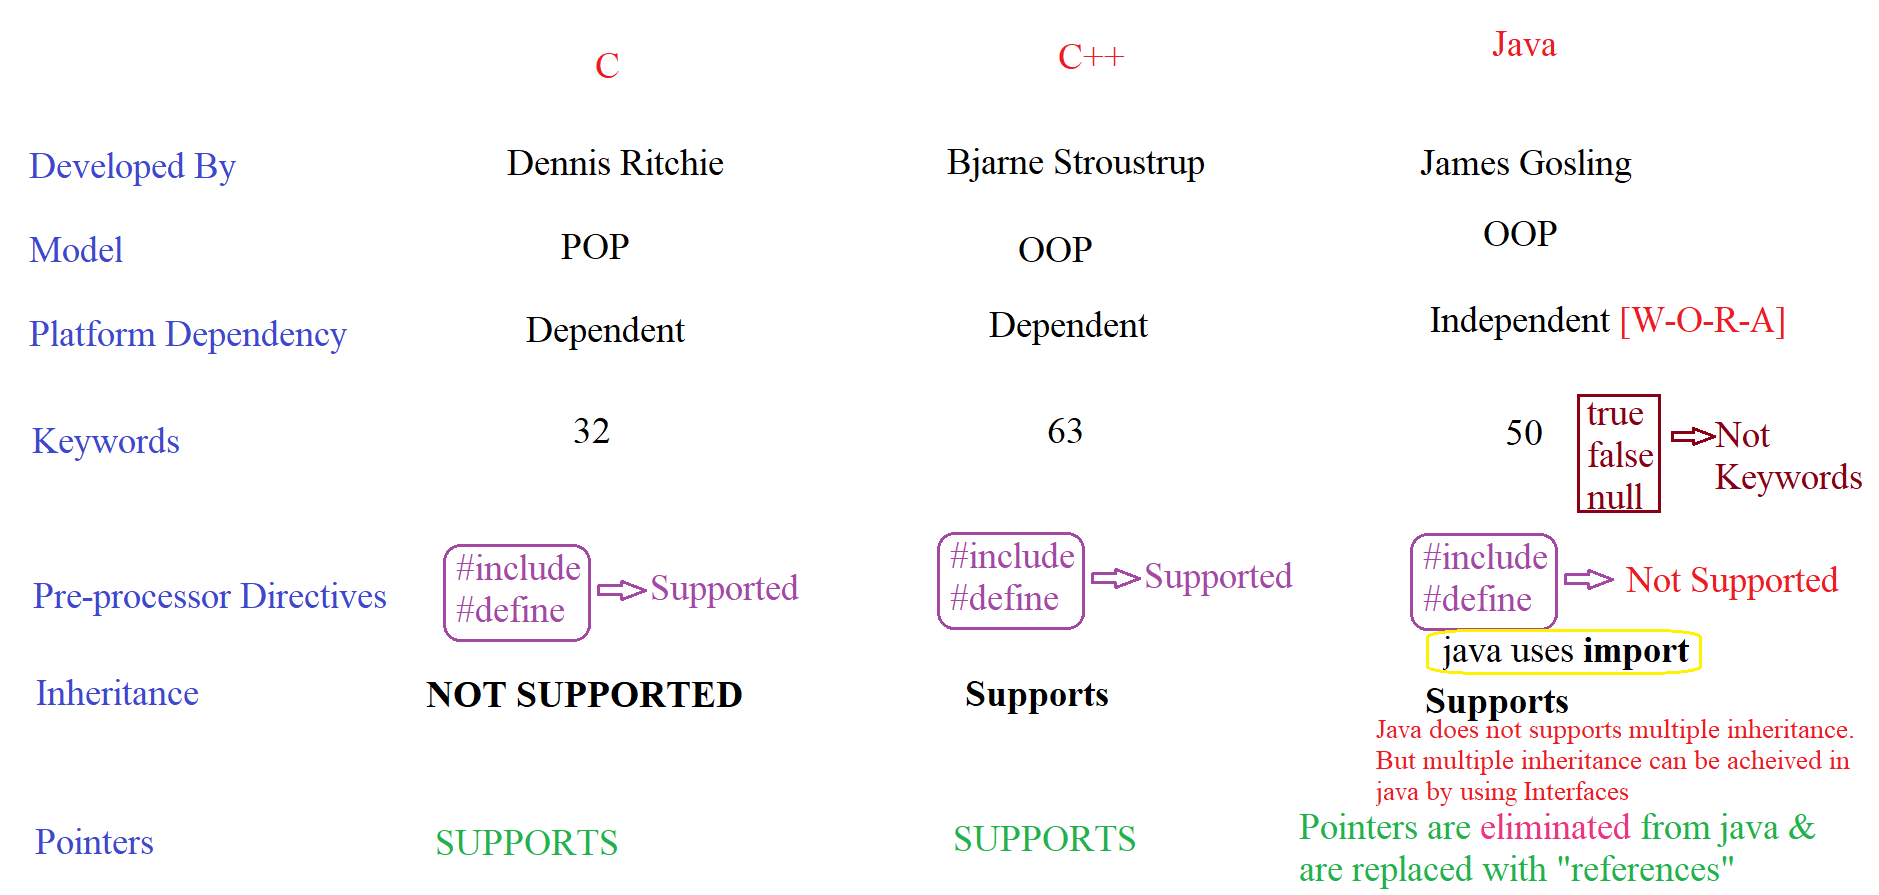 C C++ Java
Developed By Dennis Ritchie Bjarne Stroustrup James Gosling
Model POP OOP OOP
Platform Dependency Dependent Dependent Independent [W-O-R-A]
Keywords 32 63 50
true
false
null
Not
Keywords
Pre-processor Directives
#include
#define
Supported
#include
#define
Supported
#include
#define
Not Supported
java uses import
Inheritance NOT SUPPORTED Supports Supports
Java does not supports multiple inheritance.
But multiple inheritance can be acheived in
java by using Interfaces
Pointers SUPPORTS SUPPORTS
Pointers are eliminated from java &
are replaced with "references"